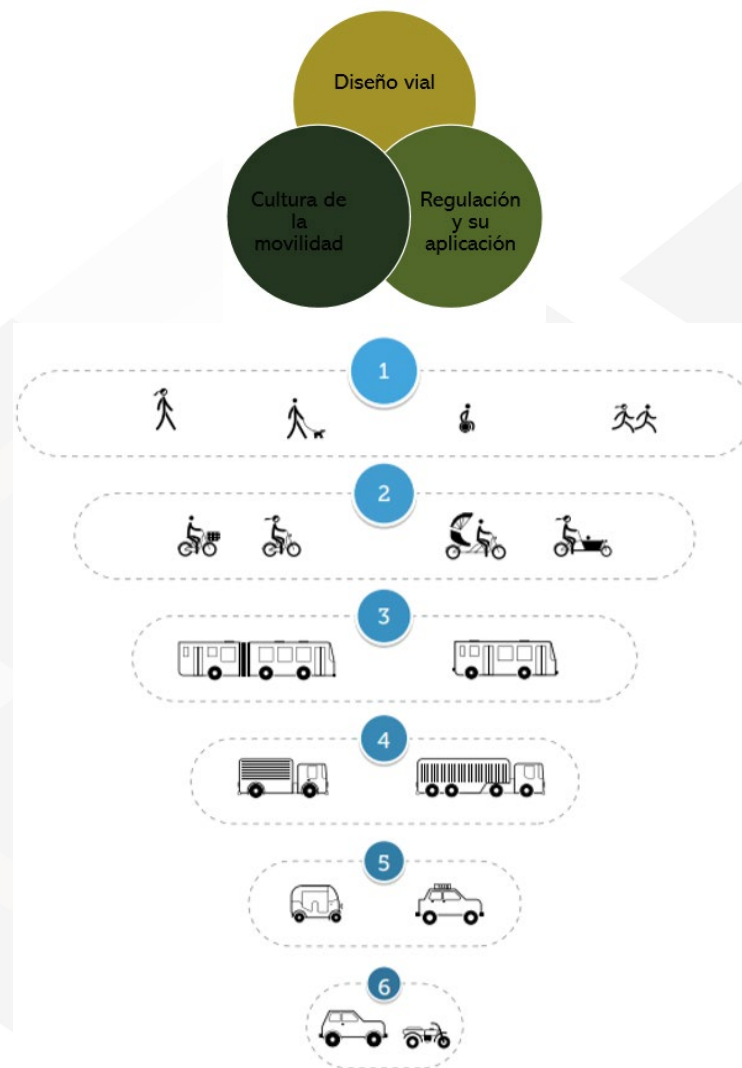 Diseño vial
Cultura de
la
movilidad
Regulación
y su
aplicación
1
2
3
4
5
6